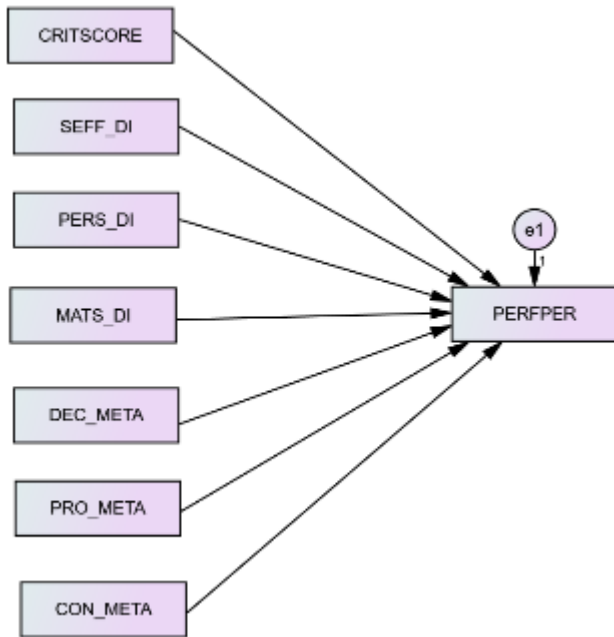 CRITSCORE
SEFF_DI
PERS_DI
e1
1
MATS_DI
PERFPER
DEC_META
PRO_META
CON_META